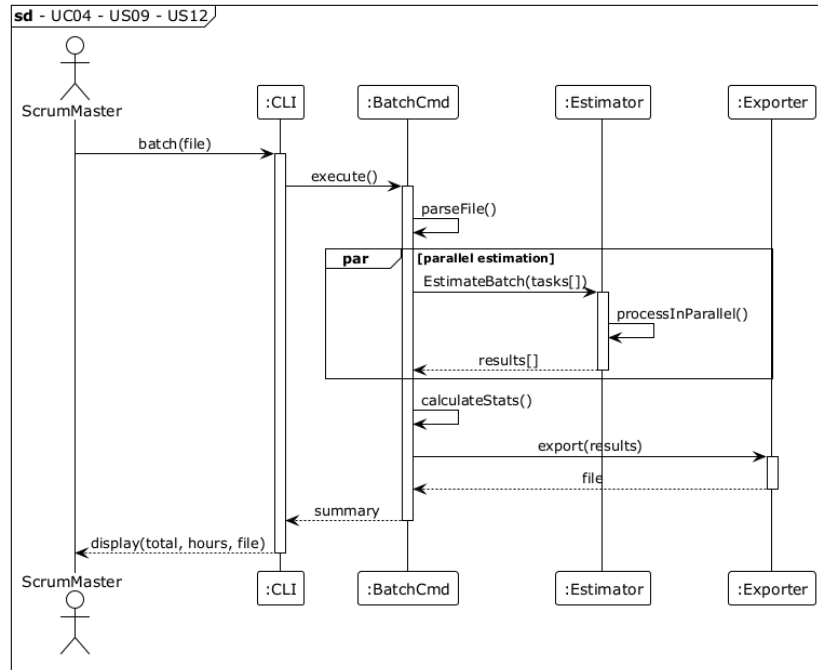 sd - UC04 - US09 - US12
ScrumMaster
:CLI
:BatchCmd
:Estimator
:Exporter
batch(file)
execute()
parseFile()
par
[parallel estimation]
EstimateBatch(tasks[])
processInParallel()
results[]
calculateStats()
export(results)
file
summary
display(total, hours, file)
ScrumMaster
:CLI
:BatchCmd
:Estimator
:Exporter